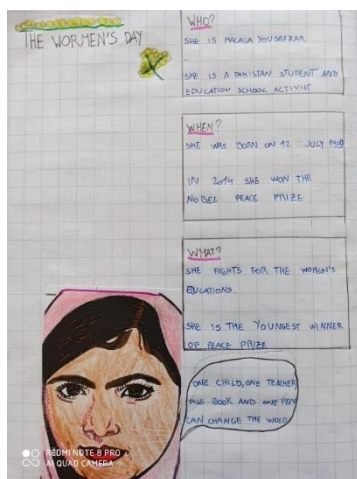 THE WORMEN'S DAY
WHO?
SHE IS MALALA YOUSAFZAR
SHE IS A PAKISTAN STUDENT AND
EDUCATION SCHOOL ACTIVIST
WHEN?
SHE WAS BORN ON 12 JULY 1997
IN 2014 SHE WON THE
NOBEL PEACE PRIZE
WHAT?
SHE FIGHTS FOR THE WOMEN'S
EDUCATIONS.
SHE IS THE YOUNGEST WINNER
OF PEACE PRIZE
ONE CHILD, ONE TEACHER
ONE BOOK AND ONE PEN
CAN CHANGE THE WOLD
REDMI NOTE 8 PRO
AI QUAD CAMERA